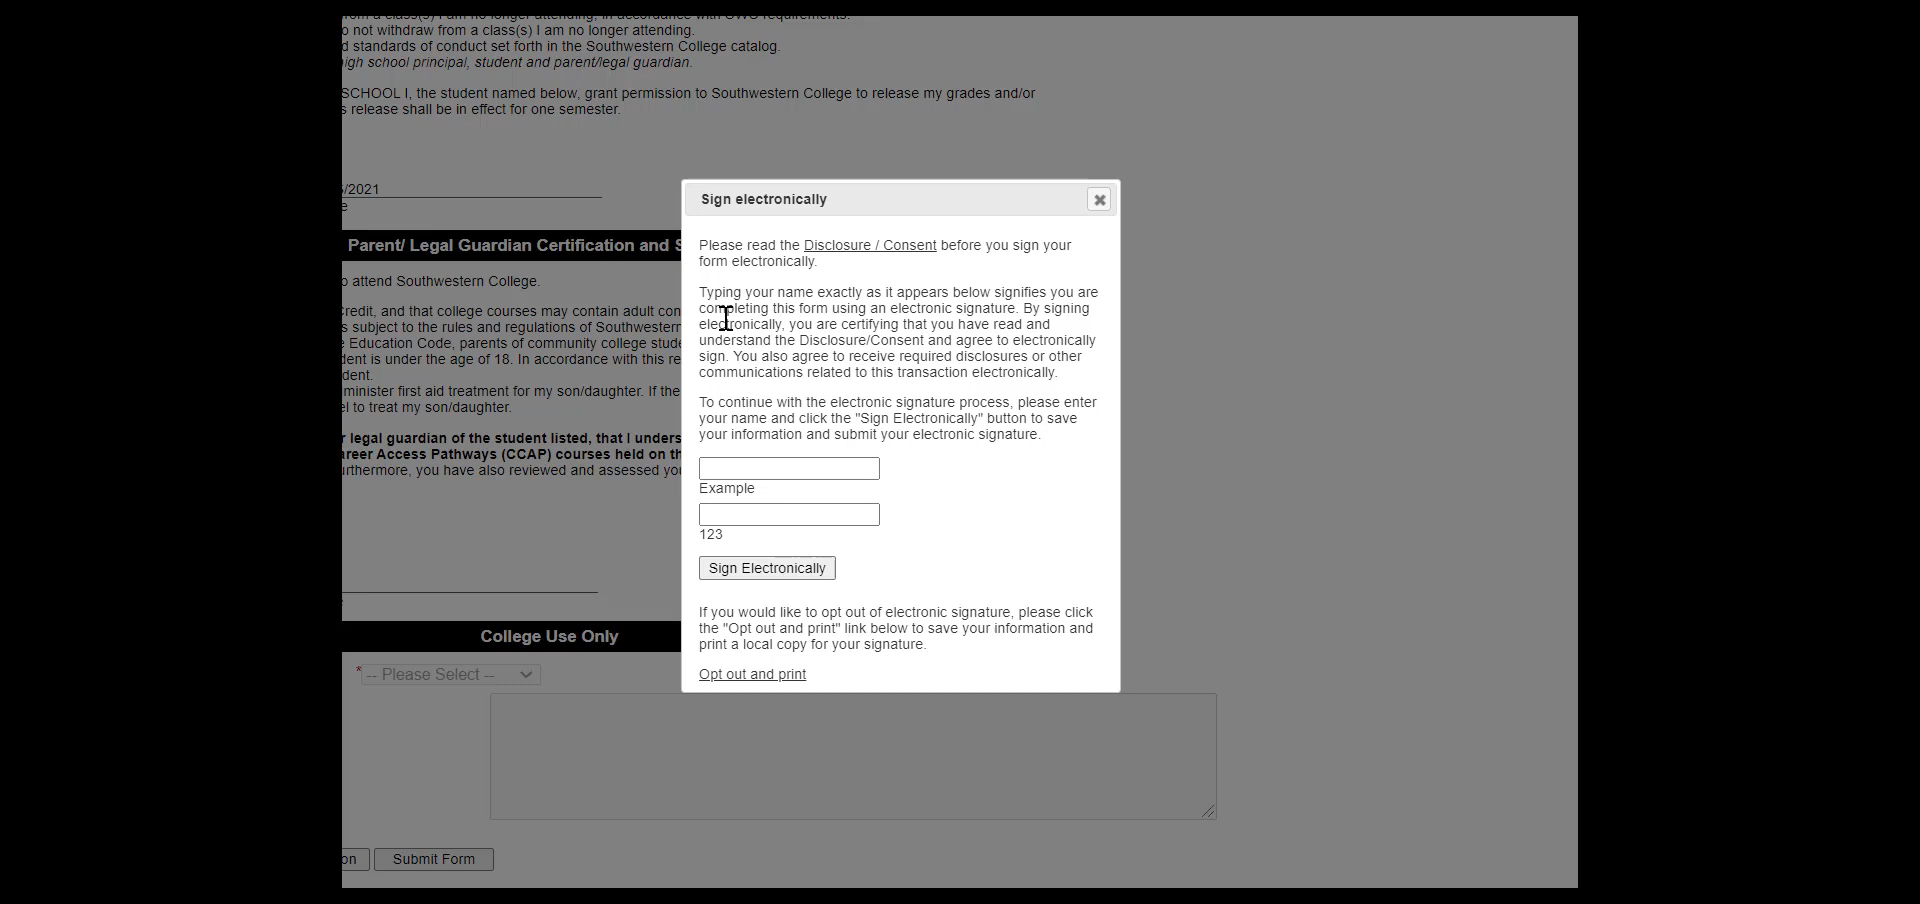 from a class(s) I am no longer attending, in accordance with SWC requirements.
o not withdraw from a class(s) I am no longer attending.
d standards of conduct set forth in the Southwestern College catalog.
igh school principal, student and parent/legal guardian.
SCHOOL I, the student named below, grant permission to Southwestern College to release my grades and/or
s release shall be in effect for one semester.
/2021
e
Parent/ Legal Guardian Certification and S
o attend Southwestern College.
Credit, and that college courses may contain adult con
s subject to the rules and regulations of Southwestern
e Education Code, parents of community college stude
dent is under the age of 18. In accordance with this re
dent.
minister first aid treatment for my son/daughter. If the
el to treat my son/daughter.
r legal guardian of the student listed, that I unders
areer Access Pathways (CCAP) courses held on th
urthermore, you have also reviewed and assessed yo
Sign electronically
Please read the Disclosure / Consent before you sign your
form electronically.
Typing your name exactly as it appears below signifies you are
completing this form using an electronic signature. By signing
electronically, you are certifying that you have read and
understand the Disclosure/Consent and agree to electronically
sign. You also agree to receive required disclosures or other
communications related to this transaction electronically.
To continue with the electronic signature process, please enter
your name and click the "Sign Electronically" button to save
your information and submit your electronic signature.
Example
123
Sign Electronically
If you would like to opt out of electronic signature, please click
the "Opt out and print" link below to save your information and
print a local copy for your signature.
Opt out and print
College Use Only
* -- Please Select --
on
Submit Form